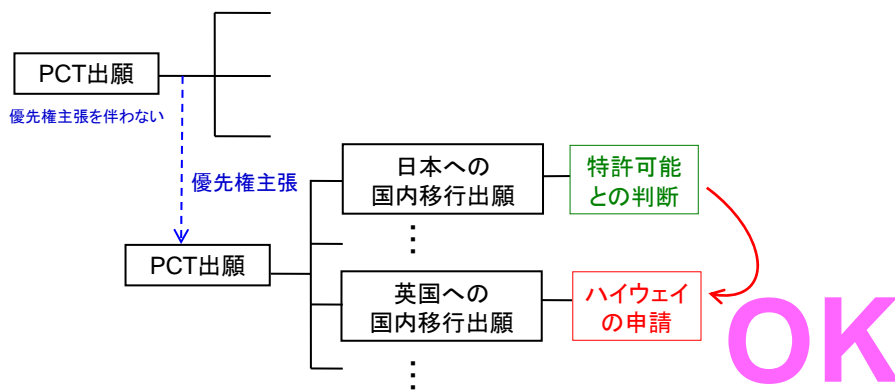 PCT出願
優先権主張を伴わない
優先権主張
PCT出願
日本への
国内移行出願
特許可能
との判断
⋮
英国への
国内移行出願
ハイウェイ
の申請
OK
⋮